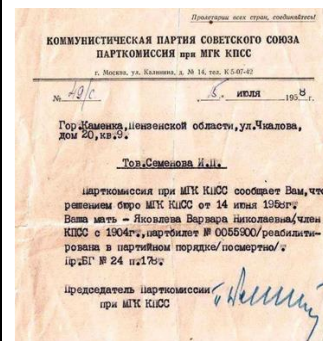 Пролетарии всех стран, соединяйтесь!
КОММУНИСТИЧЕСКАЯ ПАРТИЯ СОВЕТСКОГО СОЮЗА
ПАРТКОМИССИЯ при МГК КПСС
г. Москва, ул. Калинина, д. № 14, тел. К 5-07-42
№ 49/с 15. июля 1958 г.
Гор.Каменка,Пензенской области,ул.Чкалова,
дом 20,кв.9.
Тов.Семенова И.П.
Парткомиссия при МГК КПСС сообщает Вам,что
решением бюро МГК КПСС от 14 июня 1958г.
Ваша мать – Яковлева Варвара Николаевна/член
КПСС с 1904г.,партбилет № 0055900/реабилити-
рована в партийном порядке/посмертно/.
Пр.БГ № 24 п.17
Председатель Парткомиссии
при МГК КПСС